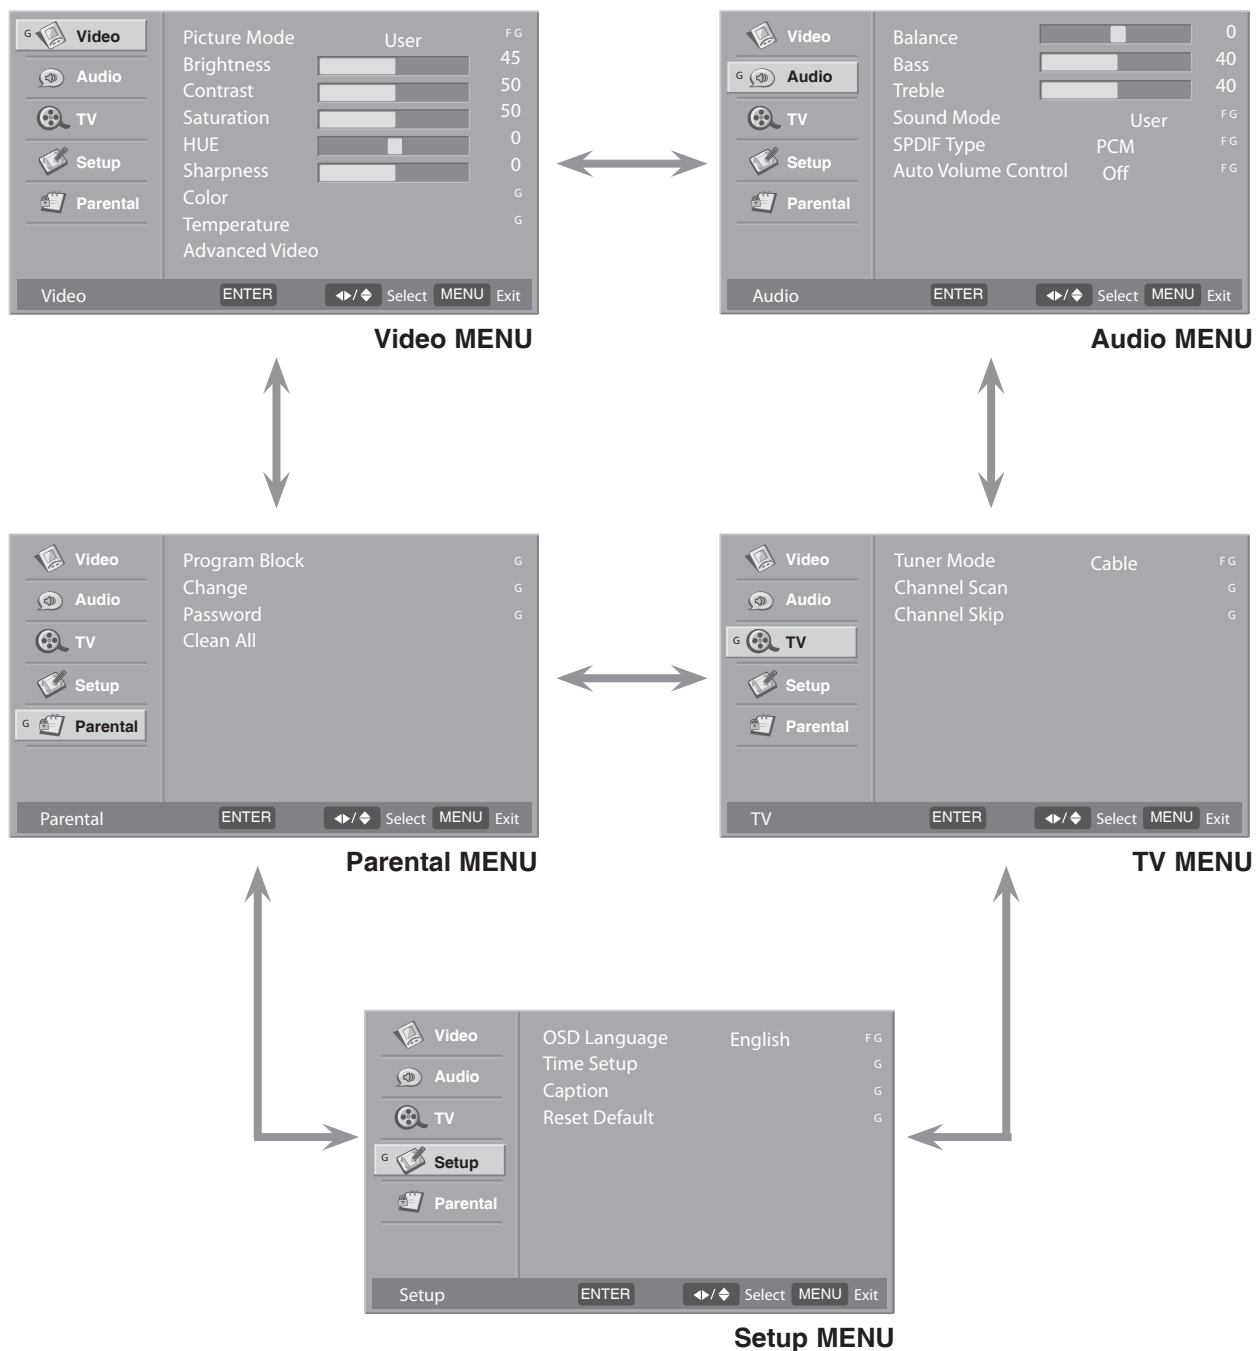 G Video
Audio
TV
Setup
Parental
Picture Mode User F G
Brightness 45
Contrast 50
Saturation 50
HUE 0
Sharpness 0
Color G
Temperature G
Advanced Video
Video ENTER / Select MENU Exit
Video MENU
Video
G Audio
TV
Setup
Parental
Balance 0
Bass 40
Treble 40
Sound Mode User F G
SPDIF Type PCM F G
Auto Volume Control Off F G
Audio ENTER / Select MENU Exit
Audio MENU
Video
Audio
TV
Setup
G Parental
Program Block G
Change G
Password G
Clean All
Parental ENTER / Select MENU Exit
Parental MENU
Video
Audio
G TV
Setup
Parental
Tuner Mode Cable F G
Channel Scan G
Channel Skip G
TV ENTER / Select MENU Exit
TV MENU
Video
Audio
TV
G Setup
Parental
OSD Language English F G
Time Setup G
Caption G
Reset Default G
Setup ENTER / Select MENU Exit
Setup MENU